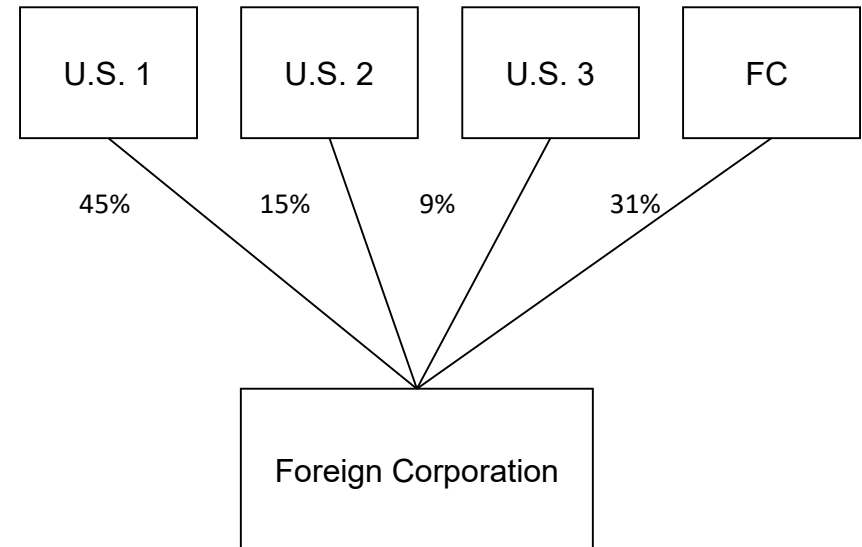 U.S. 1
U.S. 2
U.S. 3
FC
45%
15%
9%
31%
Foreign Corporation